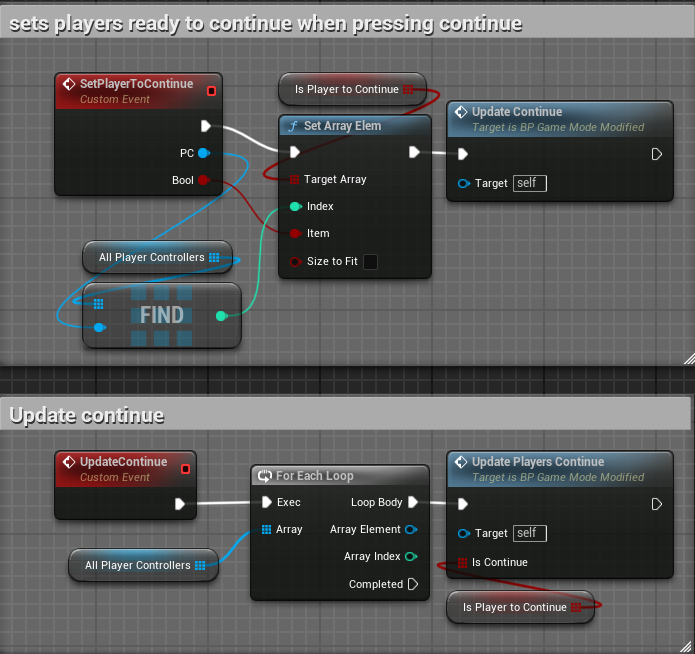 sets players ready to continue when pressing continue
SetPlayerToContinue
Custom Event
PC
Bool
Is Player to Continue
f Set Array Elem
Target Array
Index
Item
Size to Fit
Update Continue
Target is BP Game Mode Modified
Target self
All Player Controllers
FIND
Update continue
UpdateContinue
Custom Event
All Player Controllers
For Each Loop
Exec Loop Body
Array Array Element
Array Index
Completed
Update Players Continue
Target is BP Game Mode Modified
Target self
Is Continue
Is Player to Continue